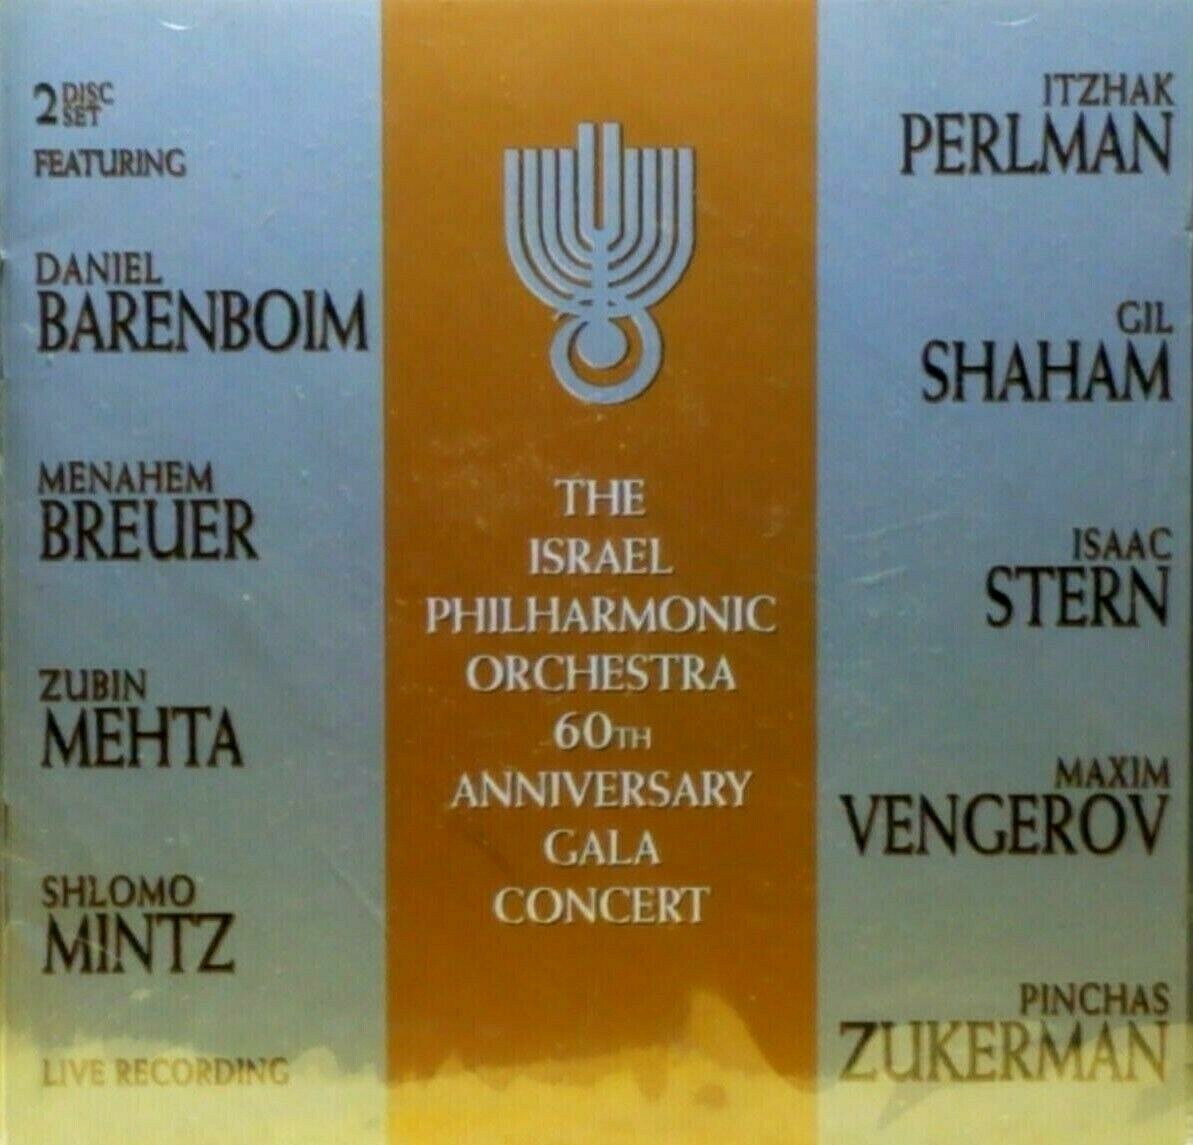 2 DISC
SET
FEATURING
DANIEL
BARENBOIM
MENAHEM
BREUER
ZUBIN
MEHTA
SHLOMO
MINTZ
LIVE RECORDING
THE
ISRAEL
PHILHARMONIC
ORCHESTRA
60TH
ANNIVERSARY
GALA
CONCERT
ITZHAK
PERLMAN
GIL
SHAHAM
ISAAC
STERN
MAXIM
VENGEROV
PINCHAS
ZUKERMAN